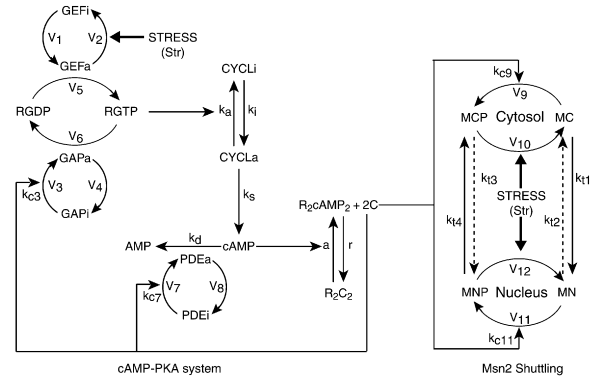 GEFi
V1 V2
STRESS
(Str)
GEFa
V5
RGDP RGTP
V6
GAPa
kc3 V3 V4
GAPi
CYCLi
ka ki
CYCLa
ks
AMP kd cAMP
PDEa
kc7 V7 V8
PDEi
R2cAMP2 + 2C
a r
R2C2
cAMP-PKA system
kc9
V9
MCP Cytosol MC
V10
kt3 kt1
STRESS
(Str)
kt4 kt2
V12
MNP Nucleus MN
V11
kc11
Msn2 Shuttling